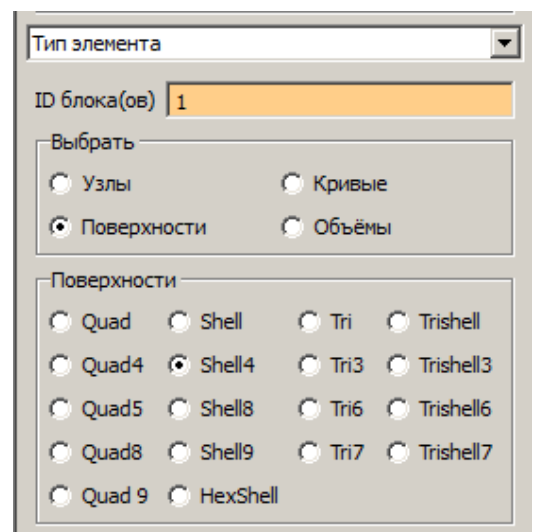 Тип элемента
ID блока(ов) 1
Выбрать
Узлы Кривые
Поверхности Объёмы
Поверхности
Quad Shell Tri Trishell
Quad4 Shell4 Tri3 Trishell3
Quad5 Shell8 Tri6 Trishell6
Quad8 Shell9 Tri7 Trishell7
Quad 9 HexShell